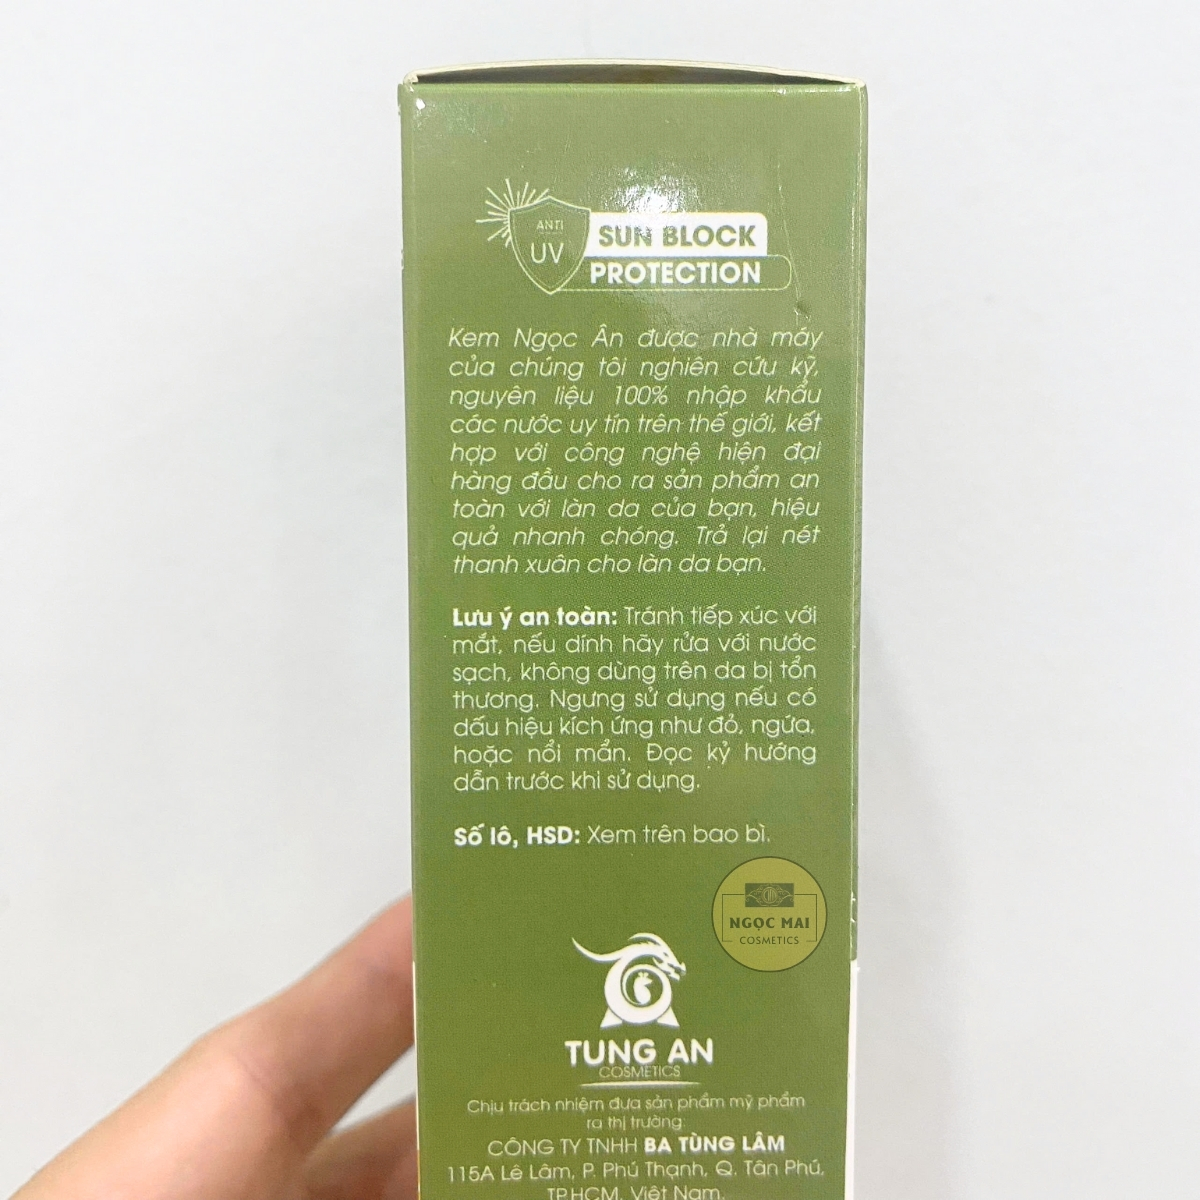 ANTI
UV
SUN BLOCK
PROTECTION
Kem Ngọc Ân được nhà máy
của chúng tôi nghiên cứu kỹ,
nguyên liệu 100% nhập khẩu
các nước uy tín trên thế giới, kết
hợp với công nghệ hiện đại
hàng đầu cho ra sản phẩm an
toàn với làn da của bạn, hiệu
quả nhanh chóng. Trả lại nét
thanh xuân cho làn da bạn.
Lưu ý an toàn: Tránh tiếp xúc với
mắt, nếu dính hãy rửa với nước
sạch, không dùng trên da bị tổn
thương. Ngưng sử dụng nếu có
dấu hiệu kích ứng như đỏ, ngứa,
hoặc nổi mẩn. Đọc kỷ hướng
dẫn trước khi sử dụng.
Số lô, HSD: Xem trên bao bì.
NGỌC MAI
COSMETICS
TUNG AN
COSMETICS
Chịu trách nhiệm đưa sản phẩm mỹ phẩm
ra thị trường:
CÔNG TY TNHH BA TÙNG LÂM
115A Lê Lâm, P. Phú Thạnh, Q. Tân Phú,
TP.HCM, Việt Nam.